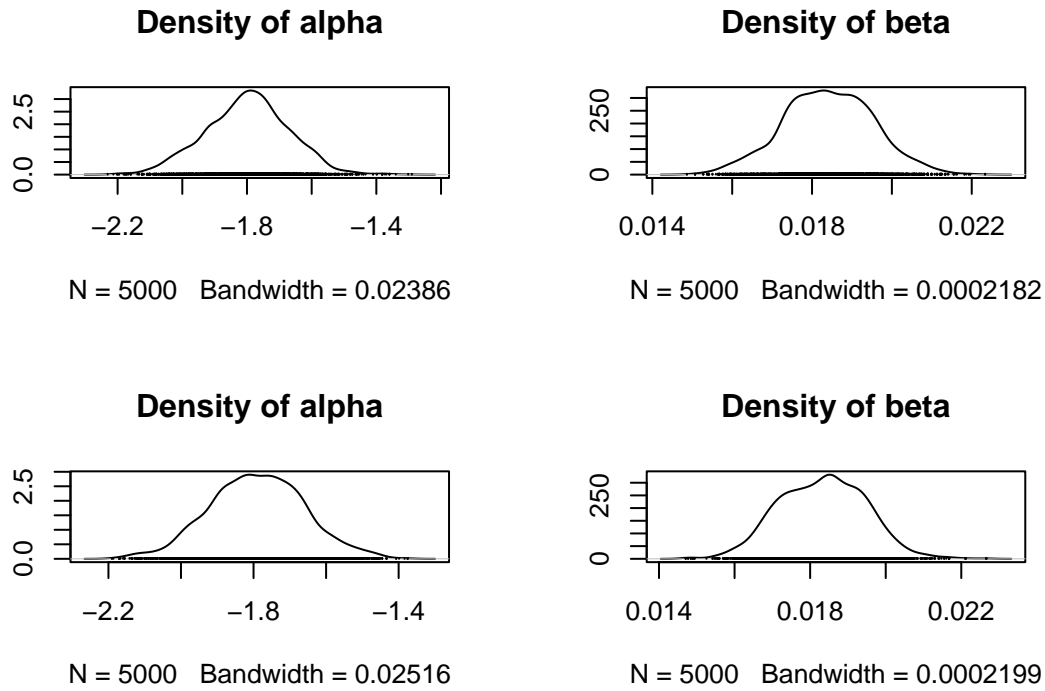 Density of alpha
2.5
0.0
−2.2 −1.8 −1.4
N = 5000 Bandwidth = 0.02386
Density of beta
250
0
0.014 0.018 0.022
N = 5000 Bandwidth = 0.0002182
Density of alpha
2.5
0.0
−2.2 −1.8 −1.4
N = 5000 Bandwidth = 0.02516
Density of beta
250
0
0.014 0.018 0.022
N = 5000 Bandwidth = 0.0002199